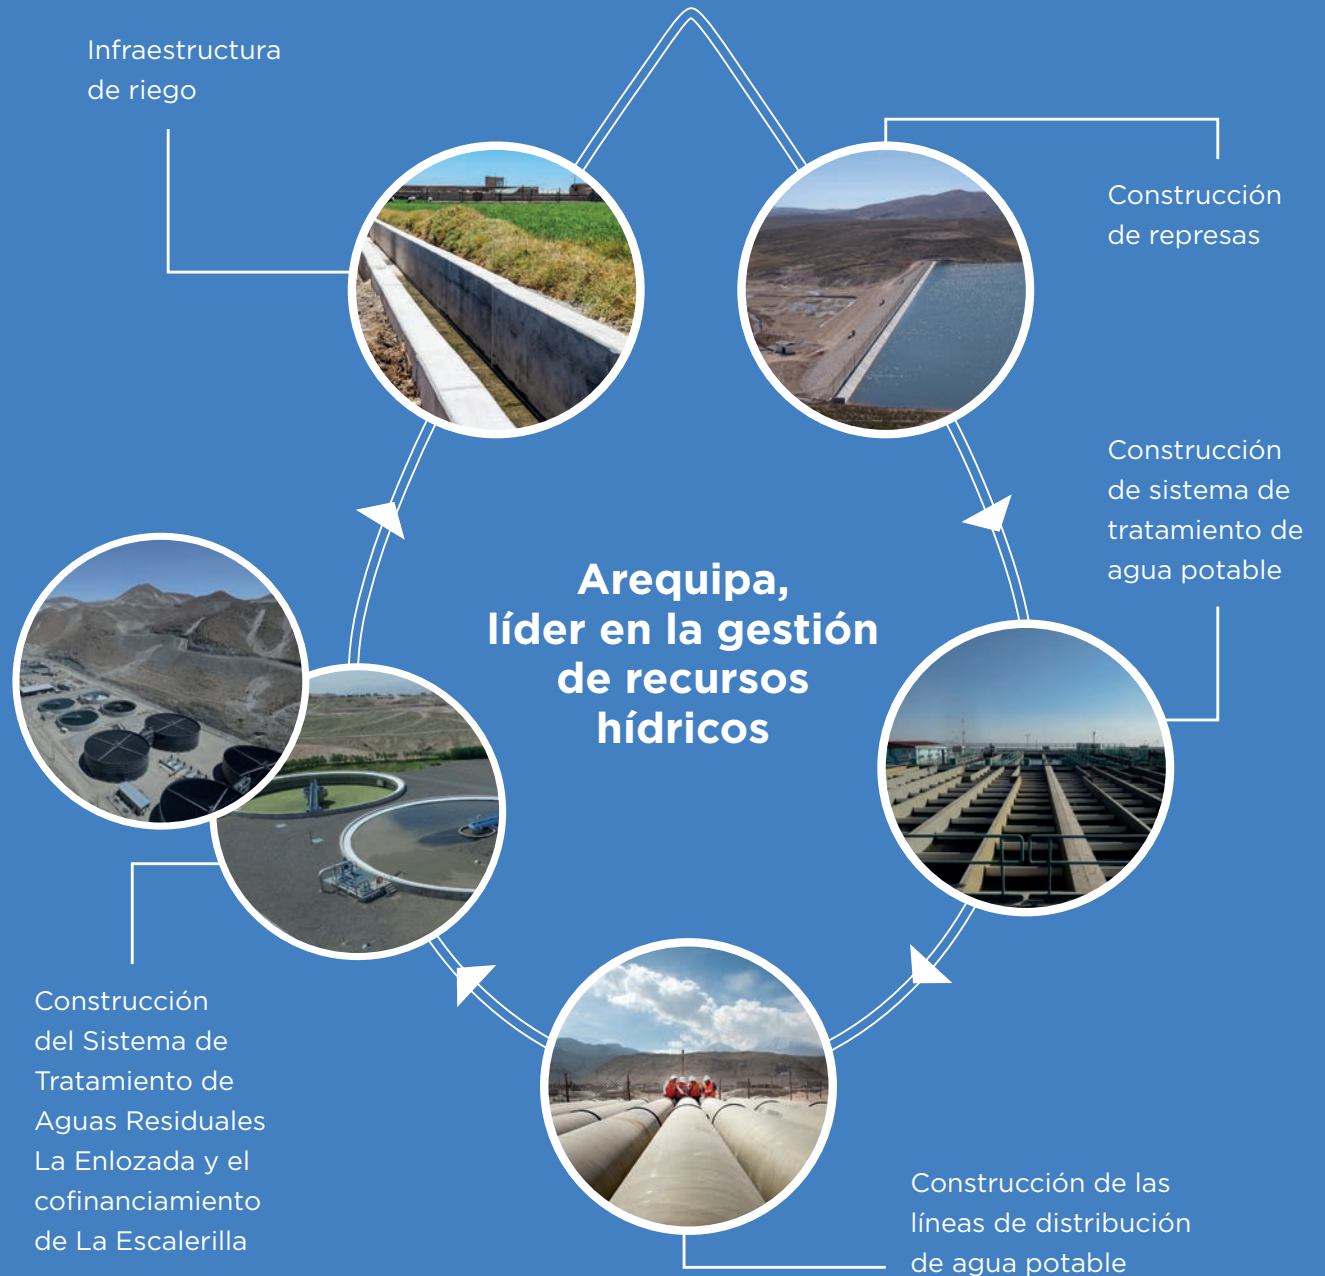 Infraestructura
de riego
Construcción
de represas
Construcción
de sistema de
tratamiento de
agua potable
Arequipa,
líder en la gestión
de recursos
hídricos
Construcción
del Sistema de
Tratamiento de
Aguas Residuales
La Enlozada y el
cofinanciamiento
de La Escalerilla
Construcción de las
líneas de distribución
de agua potable